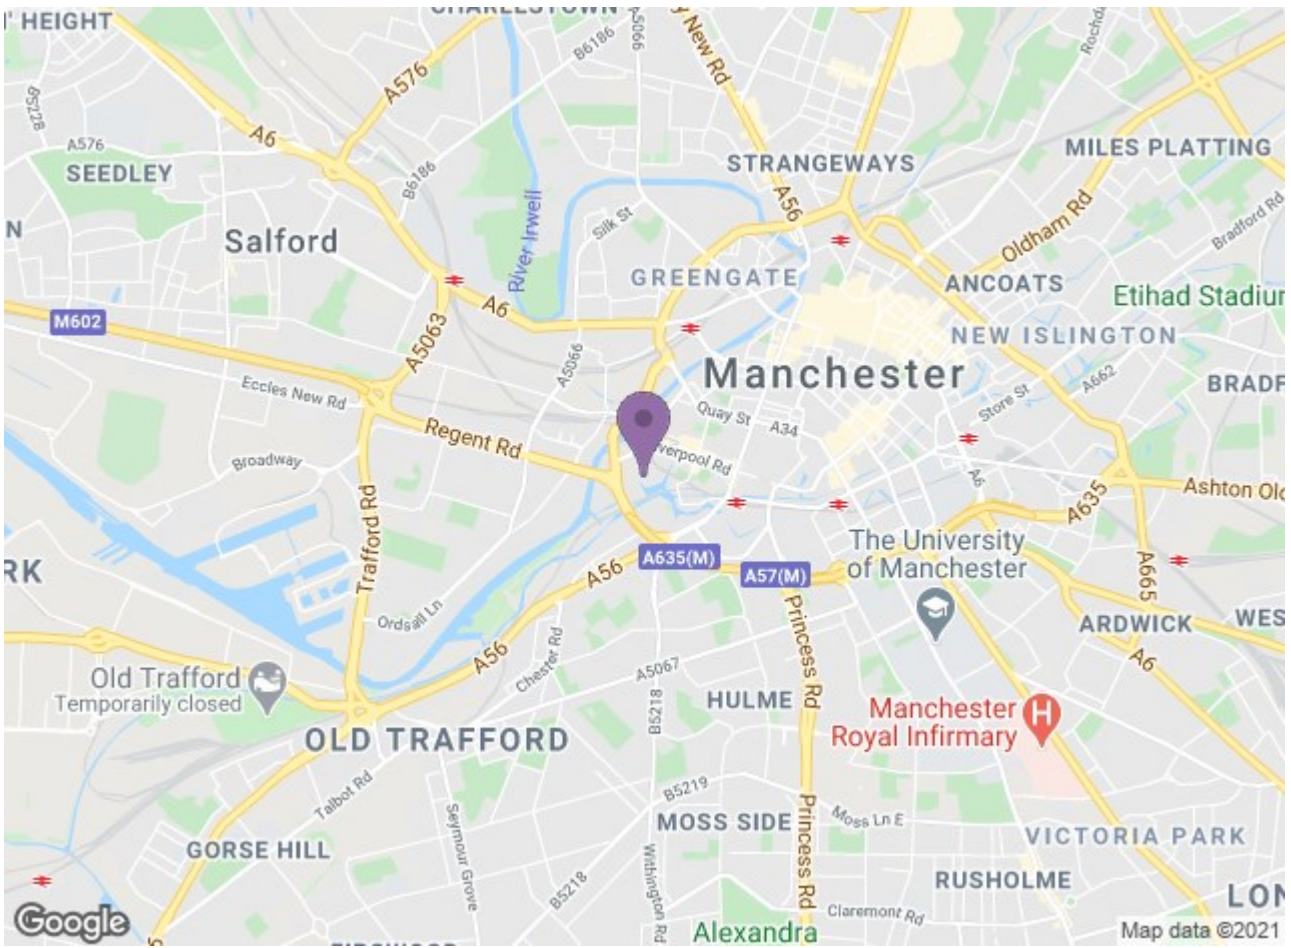 CHARLESTOWN
A5066
B6186
y New Rd
Rochda
' HEIGHT
A576
B5228
A6
A576
STRANGEWAYS
MILES PLATTING
SEEDLEY
B6186
A56
Bradford Rd
River Irwell
Silk St
Oldham Rd
N
Salford
GREENGATE
ANCOATS
Etihad Stadiur
A6
M602
A5063
NEW ISLINGTON
A5066
Manchester
A662
BRADF
Eccles New Rd
Quay St
A34
Store St
Regent Rd
verpool Rd
Broadway
A6
Ashton Old
Trafford Rd
A635
The University
of Manchester
A635(M)
A57(M)
A56
RK
A665
Ordsall Ln
Princess Rd
ARDWICK
WES
A56
Chester Rd
A5067
A6
Old Trafford
Temporarily closed
B5218
HULME
Manchester
Royal Infirmary
H
OLD TRAFFORD
Talbot Rd
B5219
Seymour Grove
MOSS SIDE
Princess Rd
Moss Ln E
VICTORIA PARK
GORSE HILL
Withington Rd
B5218
RUSHOLME
LON
Claremont Rd
Google
Alexandra
Map data ©2021